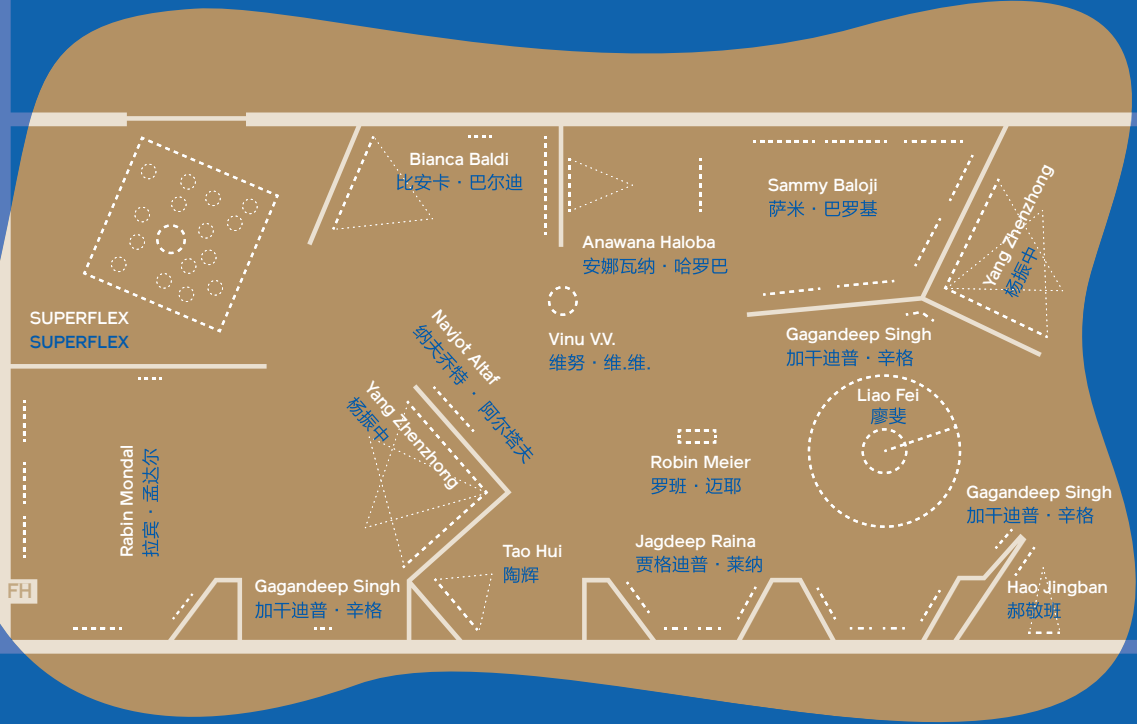 Bianca Baldi
比安卡 · 巴尔迪
Sammy Baloji
萨米 · 巴罗基
Yang Zhenzhong
杨振中
Anawana Haloba
安娜瓦纳 · 哈罗巴
SUPERFLEX
SUPERFLEX
Navjot Altaf
纳夫乔特 · 阿尔塔夫
Vinu V.V.
维努 · 维.维.
Gagandeep Singh
加干迪普 · 辛格
Yang Zhenzhong
杨振中
Liao Fei
廖斐
Rabin Mondal
拉宾 · 孟达尔
Robin Meier
罗班 · 迈耶
Gagandeep Singh
加干迪普 · 辛格
Tao Hui
陶辉
Jagdeep Raina
贾格迪普 · 莱纳
FH
Gagandeep Singh
加干迪普 · 辛格
Hao Jingban
郝敬班